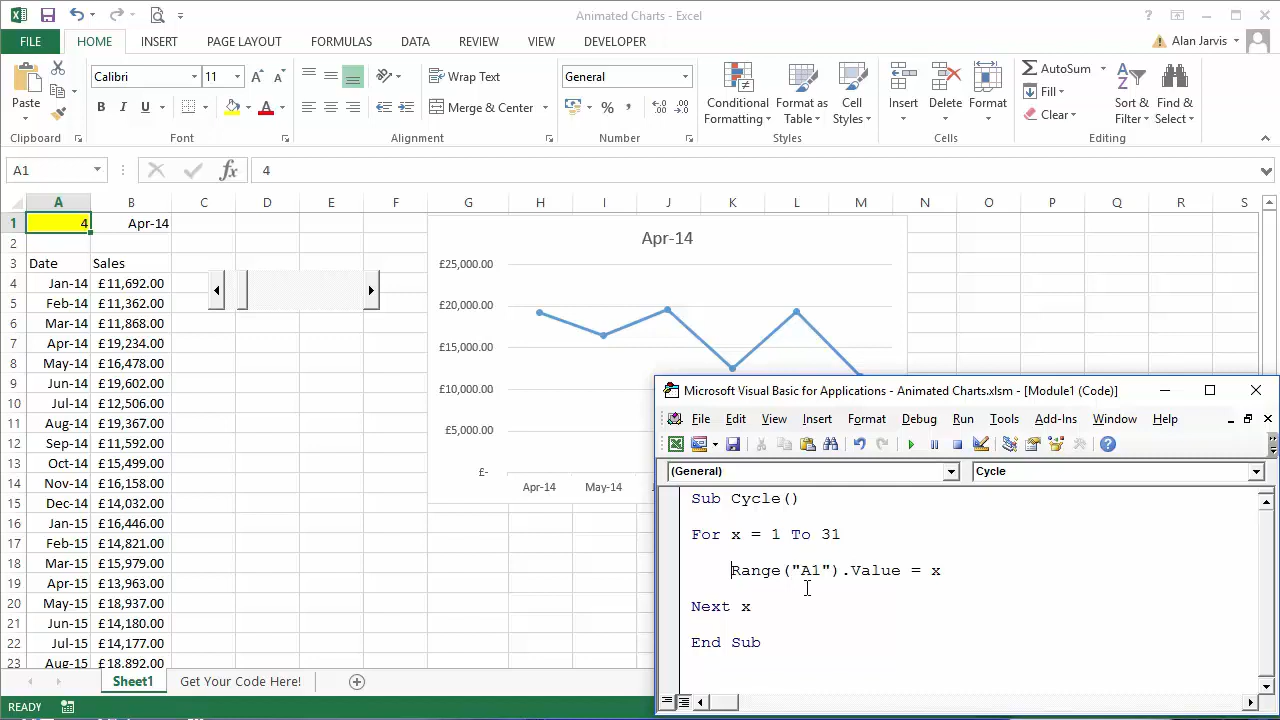 Animated Charts - Excel
FILE HOME INSERT PAGE LAYOUT FORMULAS DATA REVIEW VIEW DEVELOPER Alan Jarvis
Paste Calibri 11 Wrap Text General AutoSum
Fill
Merge & Center Conditional Formatting Format as Table Cell Styles Insert Delete Format Clear Sort & Filter Find & Select
Clipboard Font Alignment Number Styles Cells Editing
A1 fx 4
A B C D E F G H I J K L M N O P Q R S
1 4 Apr-14
2
3 Date Sales
4 Jan-14 £11,692.00
5 Feb-14 £11,362.00
6 Mar-14 £11,868.00
7 Apr-14 £19,234.00
8 May-14 £16,478.00
9 Jun-14 £19,602.00
10 Jul-14 £12,506.00
11 Aug-14 £19,367.00
12 Sep-14 £11,592.00
13 Oct-14 £15,499.00
14 Nov-14 £16,158.00
15 Dec-14 £14,032.00
16 Jan-15 £16,446.00
17 Feb-15 £14,821.00
18 Mar-15 £15,979.00
19 Apr-15 £13,963.00
20 May-15 £18,937.00
21 Jun-15 £14,180.00
22 Jul-15 £14,177.00
23 Aug-15 £18,892.00
Apr-14
£25,000.00
£20,000.00
£15,000.00
£10,000.00
£5,000.00
£-
Apr-14 May-14
Microsoft Visual Basic for Applications - Animated Charts.xlsm - [Module1 (Code)]
File Edit View Insert Format Debug Run Tools Add-Ins Window Help
(General) Cycle
Sub Cycle()
For x = 1 To 31
Range("A1").Value = x
Next x
End Sub
Sheet1 Get Your Code Here!
READY